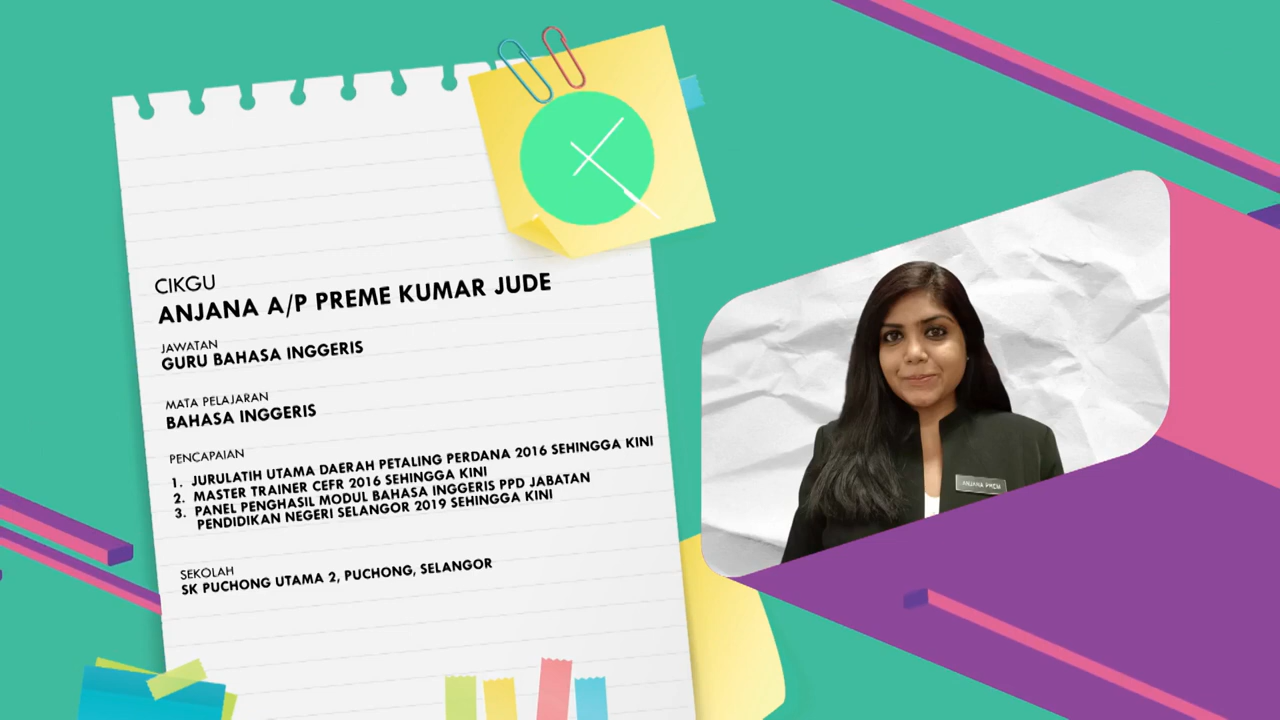 CIKGU
ANJANA A/P PREME KUMAR JUDE
JAWATAN
GURU BAHASA INGGERIS
MATA PELAJARAN
BAHASA INGGERIS
PENCAPAIAN
1. JURULATIH UTAMA DAERAH PETALING PERDANA 2016 SEHINGGA KINI
2. MASTER TRAINER CEFR 2016 SEHINGGA KINI
3. PANEL PENGHASIL MODUL BAHASA INGGERIS PPD JABATAN
PENDIDIKAN NEGERI SELANGOR 2019 SEHINGGA KINI
SEKOLAH
SK PUCHONG UTAMA 2, PUCHONG, SELANGOR
ANJANA PREM